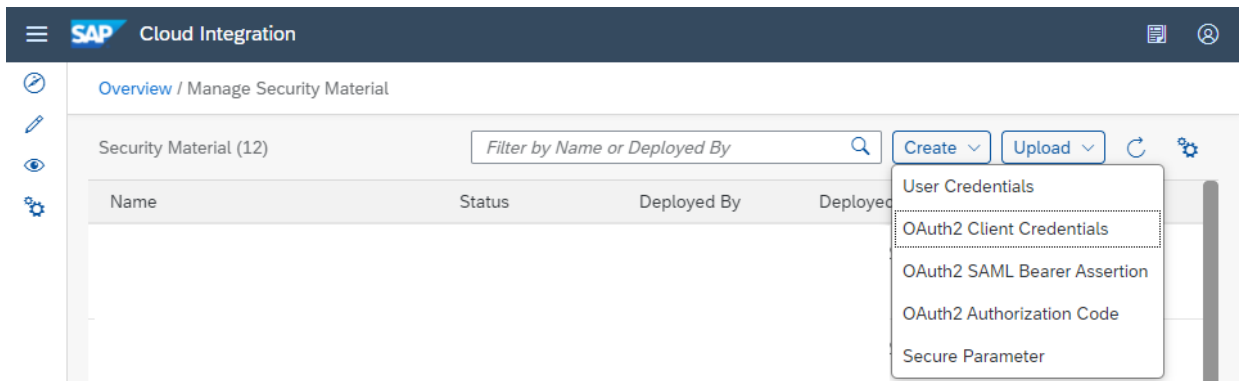 SAP Cloud Integration
Overview / Manage Security Material
Security Material (12)
Filter by Name or Deployed By
Create
Upload
Name Status Deployed By Deployed
User Credentials
OAuth2 Client Credentials
OAuth2 SAML Bearer Assertion
OAuth2 Authorization Code
Secure Parameter